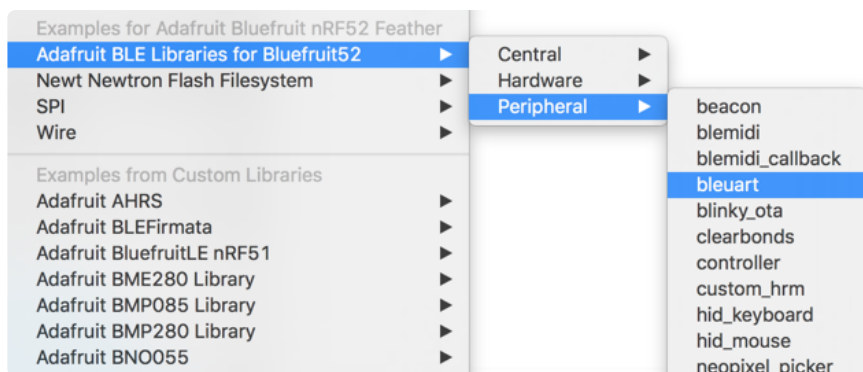 Examples for Adafruit Bluefruit nRF52 Feather
Adafruit BLE Libraries for Bluefruit52
Newt Newtron Flash Filesystem
SPI
Wire
Examples from Custom Libraries
Adafruit AHRS
Adafruit BLEFirmata
Adafruit BluefruitLE nRF51
Adafruit BME280 Library
Adafruit BMP085 Library
Adafruit BMP280 Library
Adafruit BNO055
Central
Hardware
Peripheral
beacon
blemidi
blemidi_callback
bleuart
blinky_ota
clearbonds
controller
custom_hrm
hid_keyboard
hid_mouse
neopixel_picker